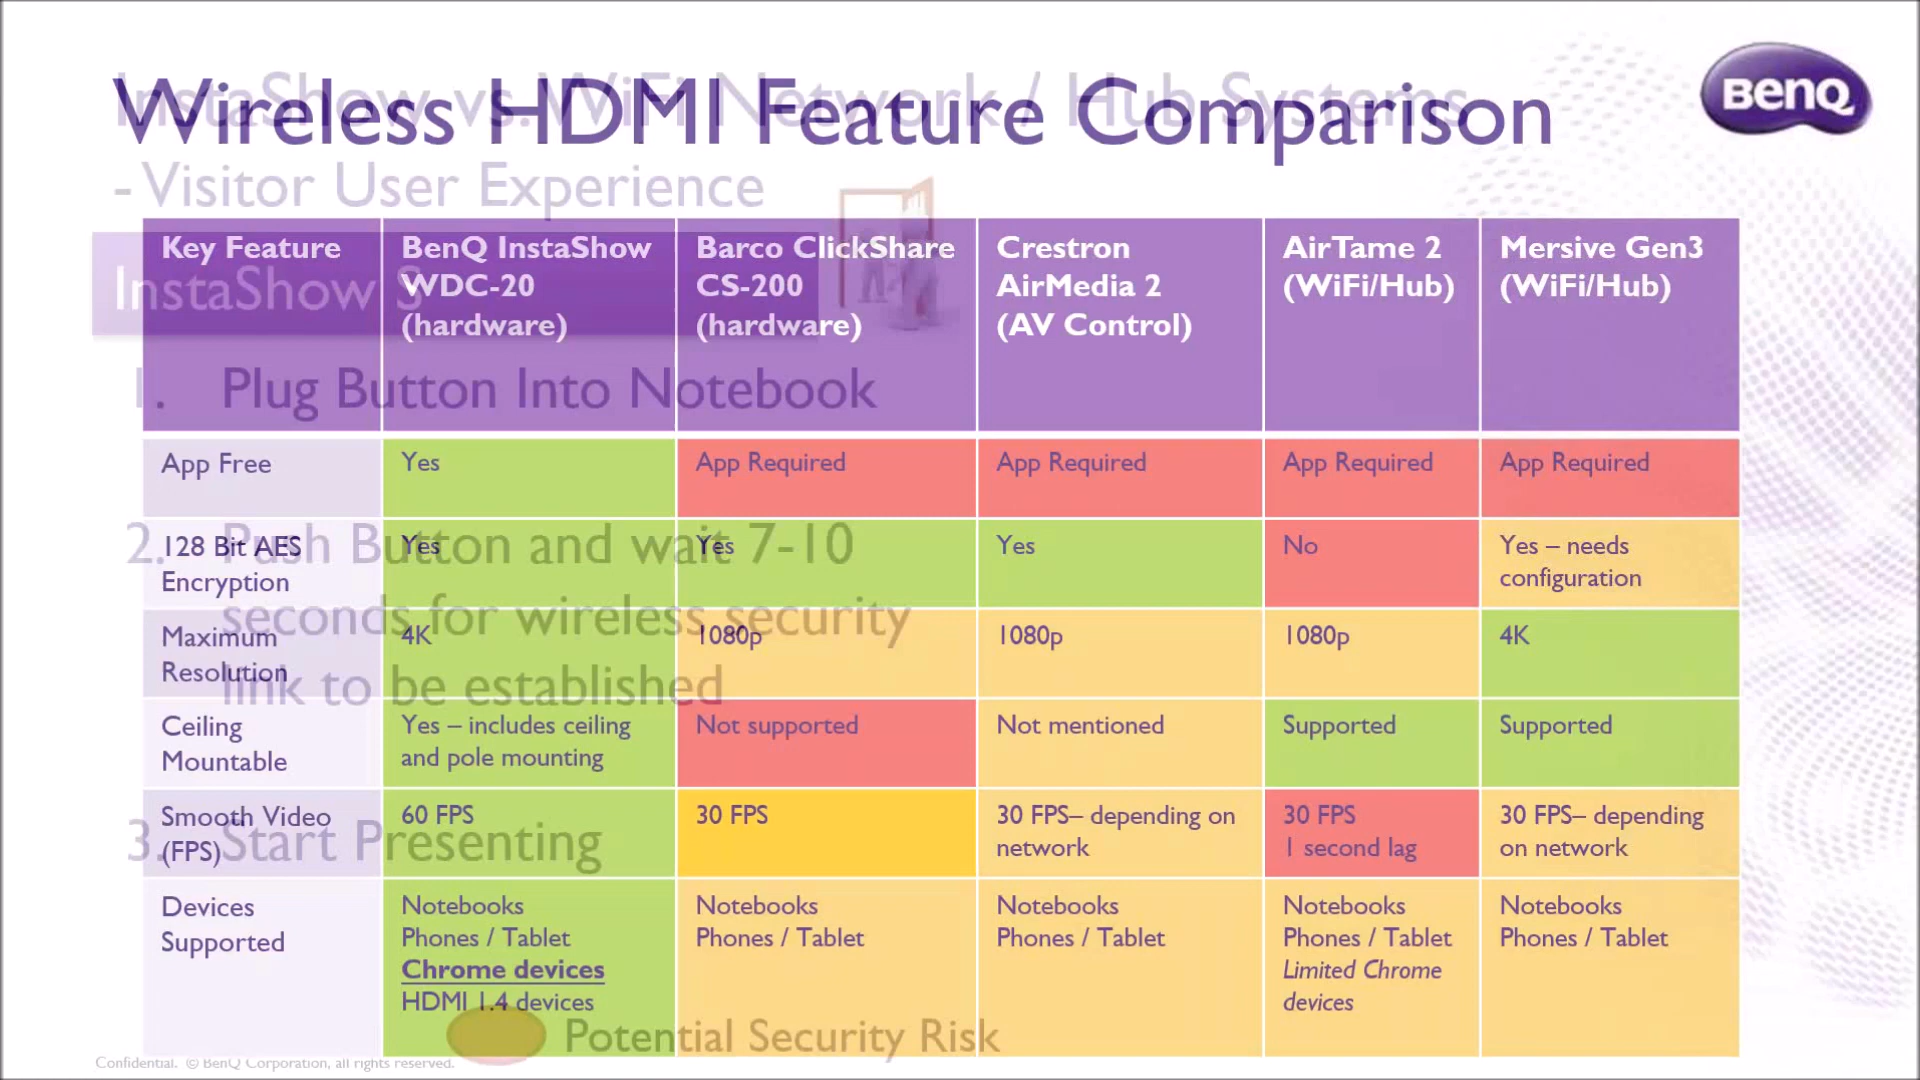 Wireless HDMI Feature Comparison
InstaShow vs. WiFi Network / Hub Systems
BenQ
- Visitor User Experience
InstaShow S
Key Feature
BenQ InstaShow
WDC-20
(hardware)
Barco ClickShare
CS-200
(hardware)
Crestron
AirMedia 2
(AV Control)
AirTame 2
(WiFi/Hub)
Mersive Gen3
(WiFi/Hub)
1. Plug Button Into Notebook
App Free
Yes
App Required
App Required
App Required
App Required
2. Push Button and wait 7-10
seconds for wireless security
link to be established
128 Bit AES
Encryption
Yes
Yes
Yes
No
Yes – needs
configuration
Maximum
Resolution
4K
1080p
1080p
1080p
4K
Ceiling
Mountable
Yes – includes ceiling
and pole mounting
Not supported
Not mentioned
Supported
Supported
3. Start Presenting
Smooth Video
(FPS)
60 FPS
30 FPS
30 FPS– depending on
network
30 FPS
1 second lag
30 FPS– depending
on network
Devices
Supported
Notebooks
Phones / Tablet
Chrome devices
HDMI 1.4 devices
Notebooks
Phones / Tablet
Notebooks
Phones / Tablet
Notebooks
Phones / Tablet
Limited Chrome
devices
Notebooks
Phones / Tablet
Potential Security Risk
Confidential. © BenQ Corporation, all rights reserved.